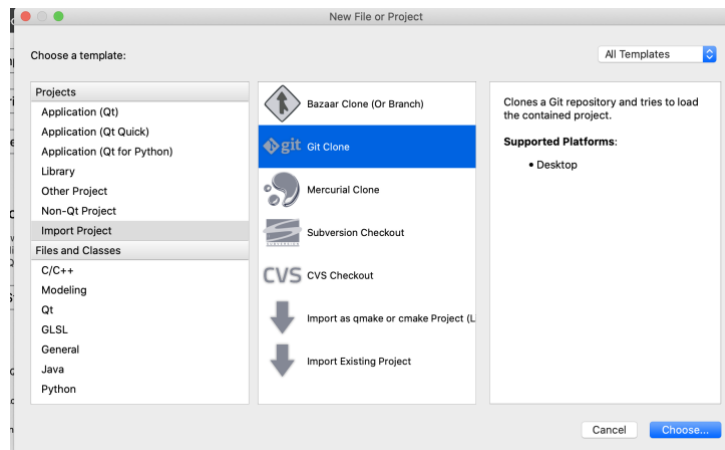 New File or Project
Choose a template:
All Templates
Projects
Application (Qt)
Application (Qt Quick)
Application (Qt for Python)
Library
Other Project
Non-Qt Project
Import Project
Files and Classes
C/C++
Modeling
Qt
GLSL
General
Java
Python
Bazaar Clone (Or Branch)
git Git Clone
Mercurial Clone
Subversion Checkout
CVS CVS Checkout
Import as qmake or cmake Project (L
Import Existing Project
Clones a Git repository and tries to load
the contained project.
Supported Platforms:
• Desktop
Cancel
Choose...